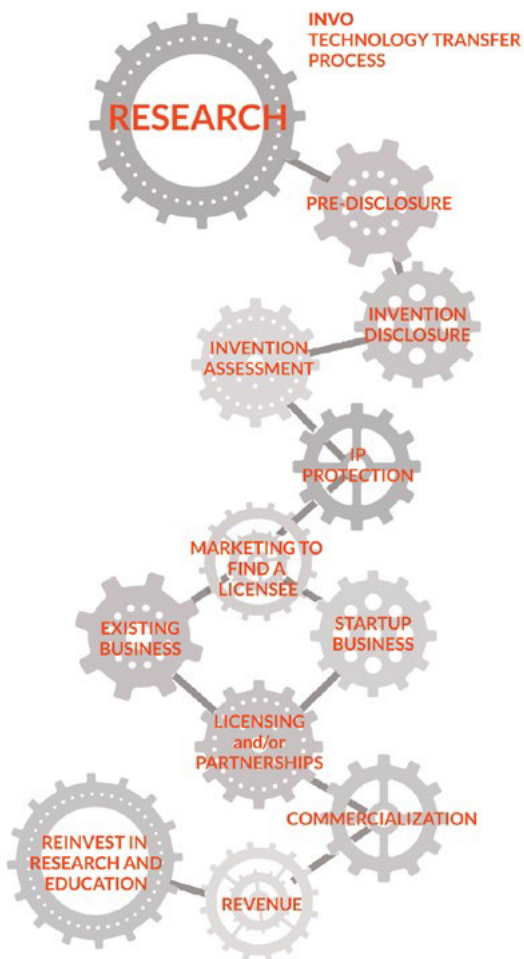 INVO
TECHNOLOGY TRANSFER
PROCESS
RESEARCH
PRE-DISCLOSURE
INVENTION
DISCLOSURE
INVENTION
ASSESSMENT
IP
PROTECTION
MARKETING TO
FIND A
LICENSEE
EXISTING
BUSINESS
STARTUP
BUSINESS
LICENSING
and/or
PARTNERSHIPS
COMMERCIALIZATION
REVENUE
REINVEST IN
RESEARCH AND
EDUCATION